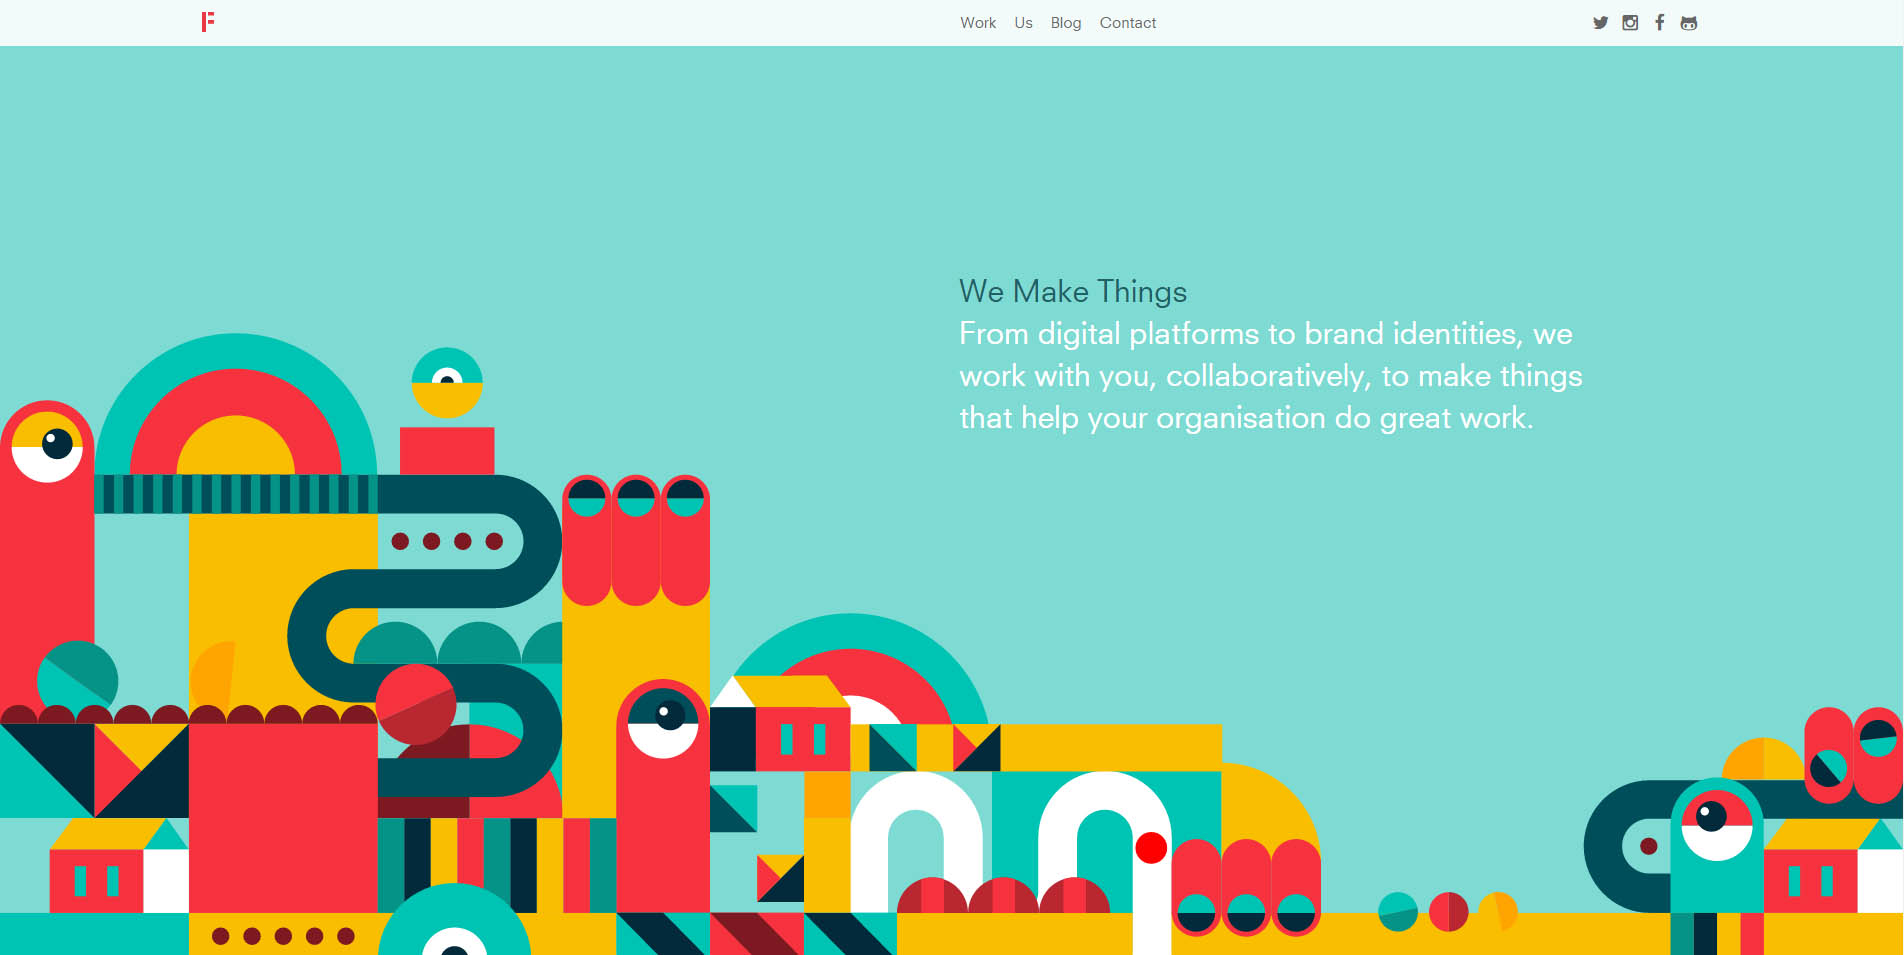 F
Work Us Blog Contact
We Make Things
From digital platforms to brand identities, we
work with you, collaboratively, to make things
that help your organisation do great work.